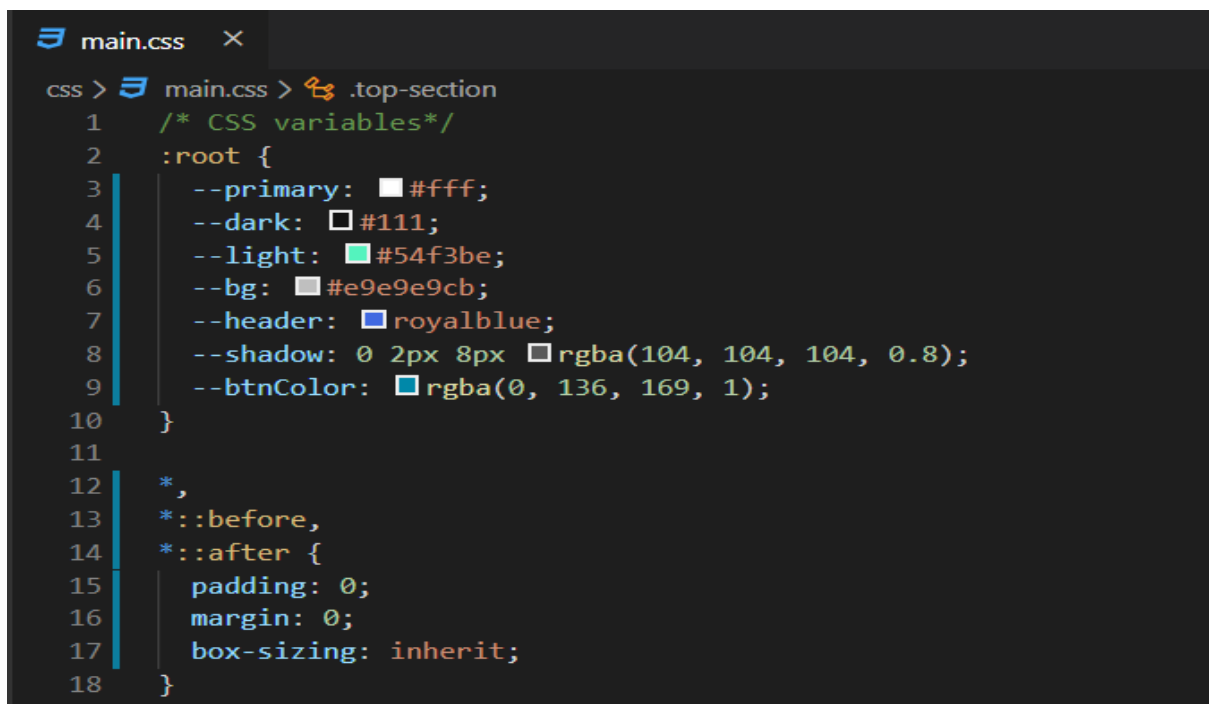 main.css ×
css > main.css > .top-section
1 /* CSS variables*/
2 :root {
3 --primary: #fff;
4 --dark: #111;
5 --light: #54f3be;
6 --bg: #e9e9e9cb;
7 --header: royalblue;
8 --shadow: 0 2px 8px rgba(104, 104, 104, 0.8);
9 --btnColor: rgba(0, 136, 169, 1);
10 }
11
12 *,
13 *::before,
14 *::after {
15 padding: 0;
16 margin: 0;
17 box-sizing: inherit;
18 }